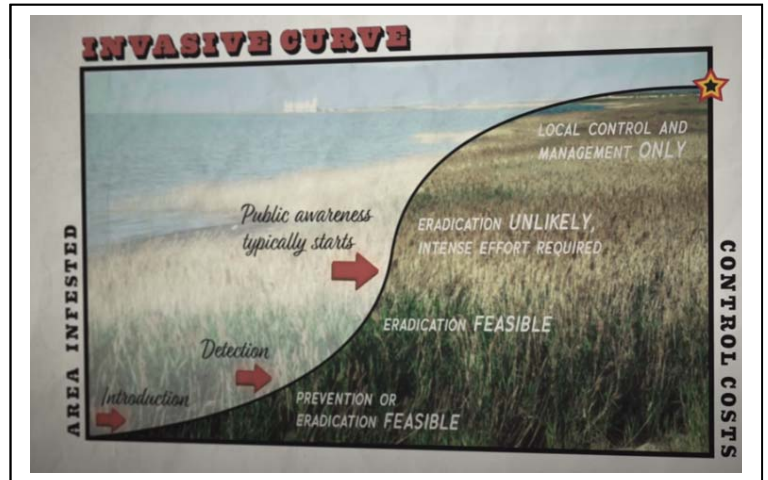 INVASIVE CURVE
LOCAL CONTROL AND
MANAGEMENT ONLY
Public awareness
typically starts
ERADICATION UNLIKELY,
INTENSE EFFORT REQUIRED
ERADICATION FEASIBLE
Detection
Introduction
PREVENTION OR
ERADICATION FEASIBLE
AREA INFESTED
CONTROL COSTS